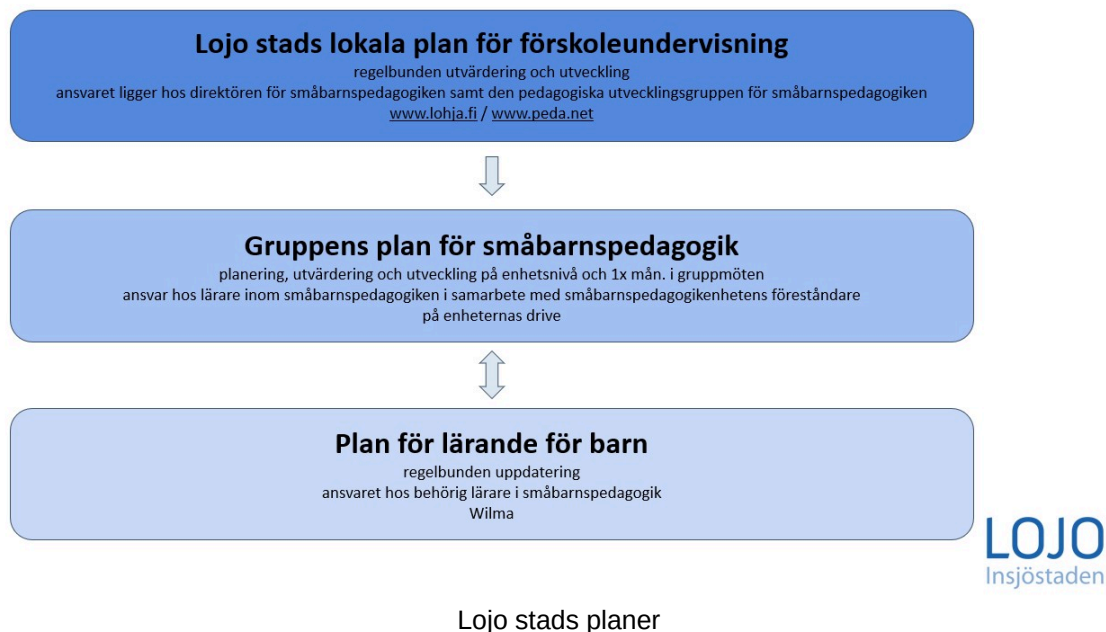 Lojo stads lokala plan för förskoleundervisning
regelbunden utvärdering och utveckling
ansvaret ligger hos direktören för småbarnspedagogiken samt den pedagogiska utvecklingsgruppen för småbarnspedagogiken
www.lohja.fi / www.peda.net
Gruppens plan för småbarnspedagogik
planering, utvärdering och utveckling på enhetsnivå och 1x mån. i gruppmöten
ansvar hos lärare inom småbarnspedagogiken i samarbete med småbarnspedagogikenhetens föreståndare
på enheternas drive
Plan för lärande för barn
regelbunden uppdatering
ansvaret hos behörig lärare i småbarnspedagogik
Wilma
LOJO
Insjöstaden
Lojo stads planer